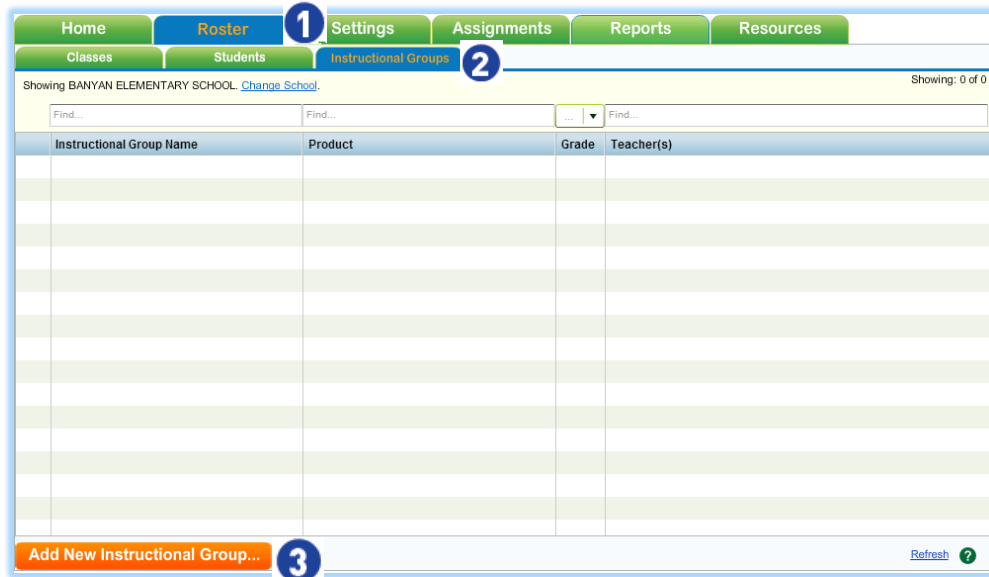 Home Roster 1 Settings Assignments Reports Resources
Classes Students Instructional Groups 2
Showing BANYAN ELEMENTARY SCHOOL. Change School. Showing: 0 of 0
Find... Find... ... Find...
Instructional Group Name Product Grade Teacher(s)
Add New Instructional Group... 3 Refresh ?